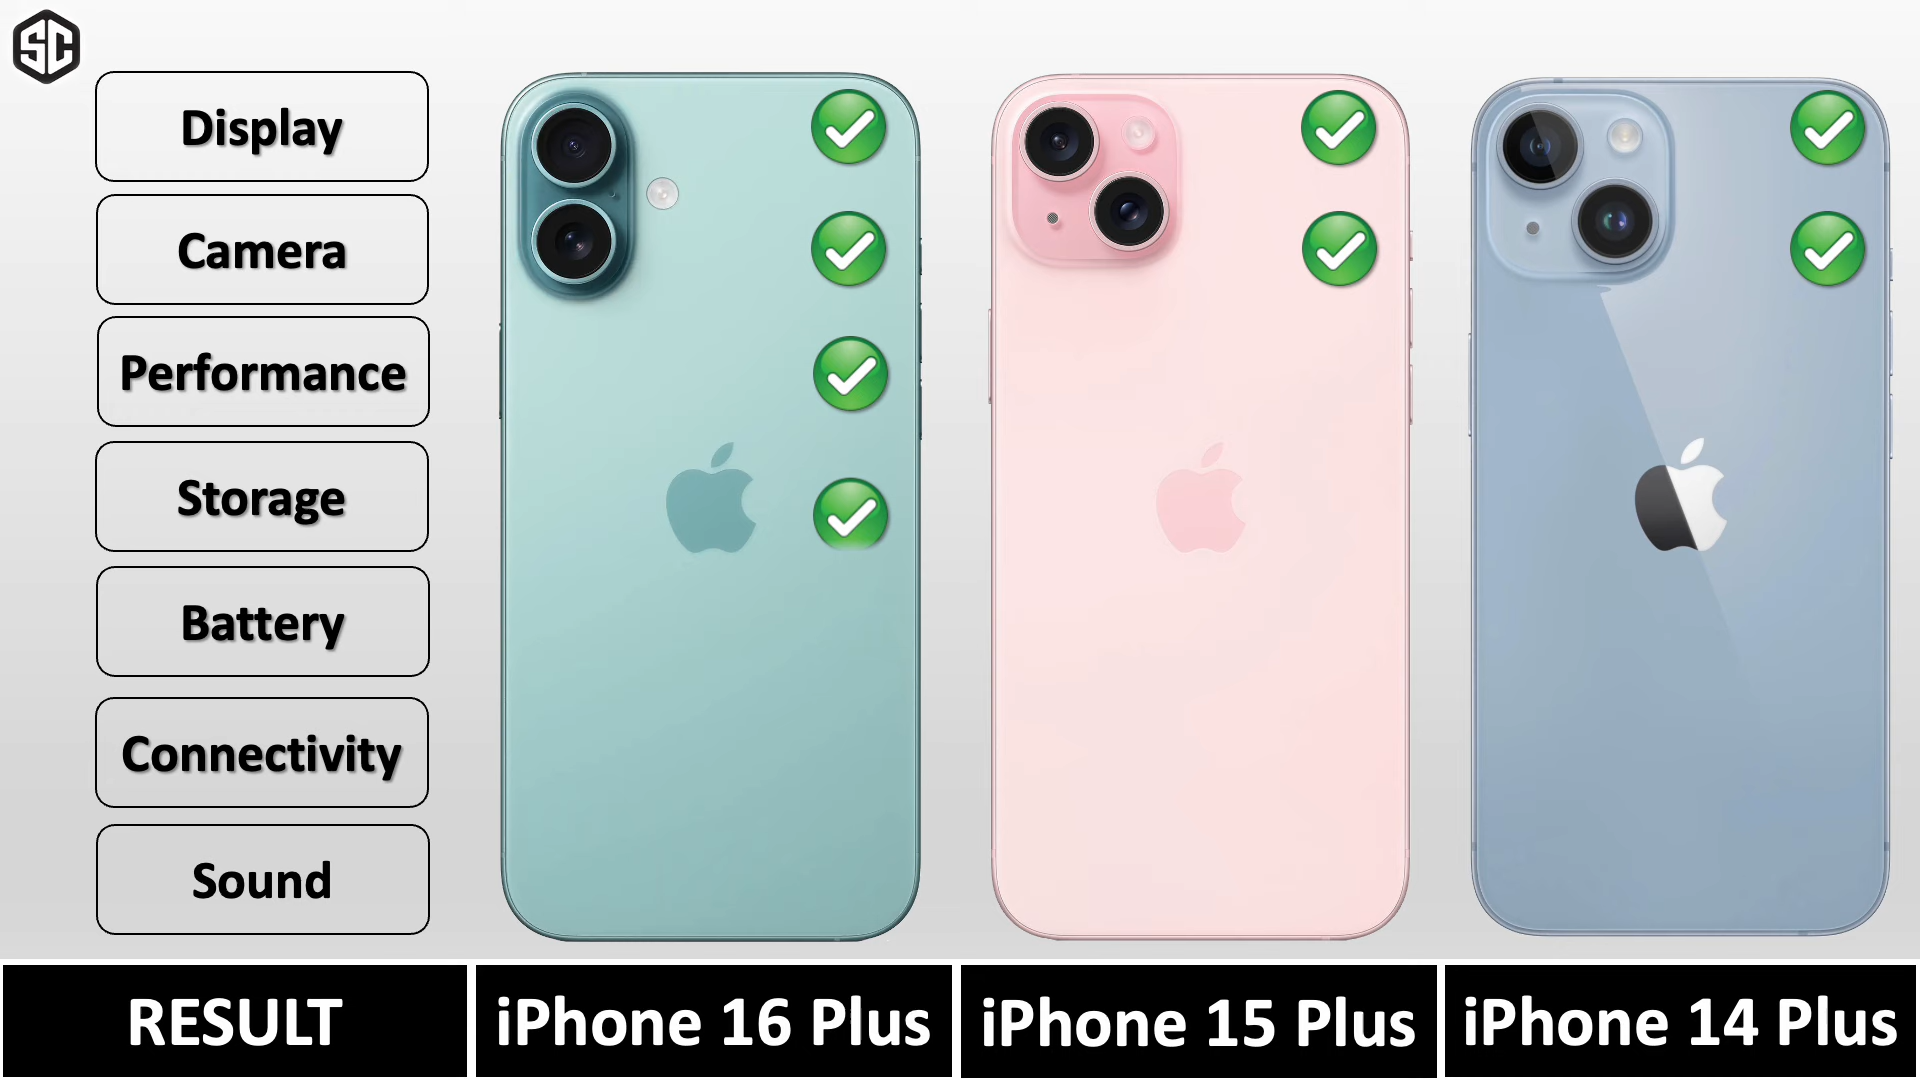 SC
Display
Camera
Performance
Storage
Battery
Connectivity
Sound
RESULT
iPhone 16 Plus
iPhone 15 Plus
iPhone 14 Plus